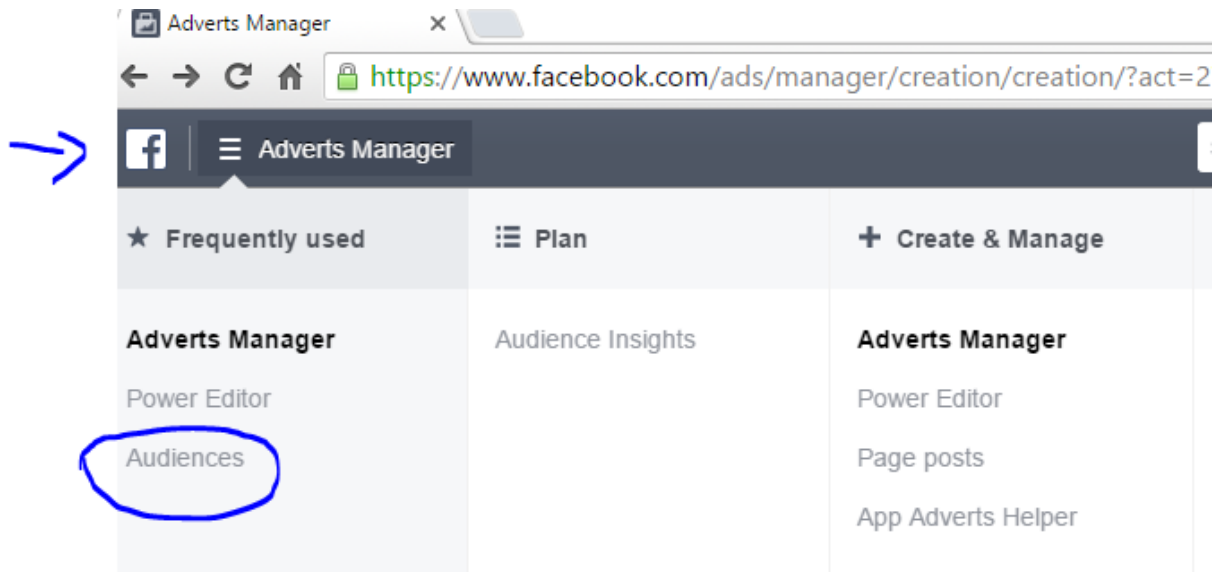 Adverts Manager
https://www.facebook.com/ads/manager/creation/creation/?act=2
Adverts Manager
Frequently used
Plan
Create & Manage
Adverts Manager
Audience Insights
Adverts Manager
Power Editor
Power Editor
Audiences
Page posts
App Adverts Helper